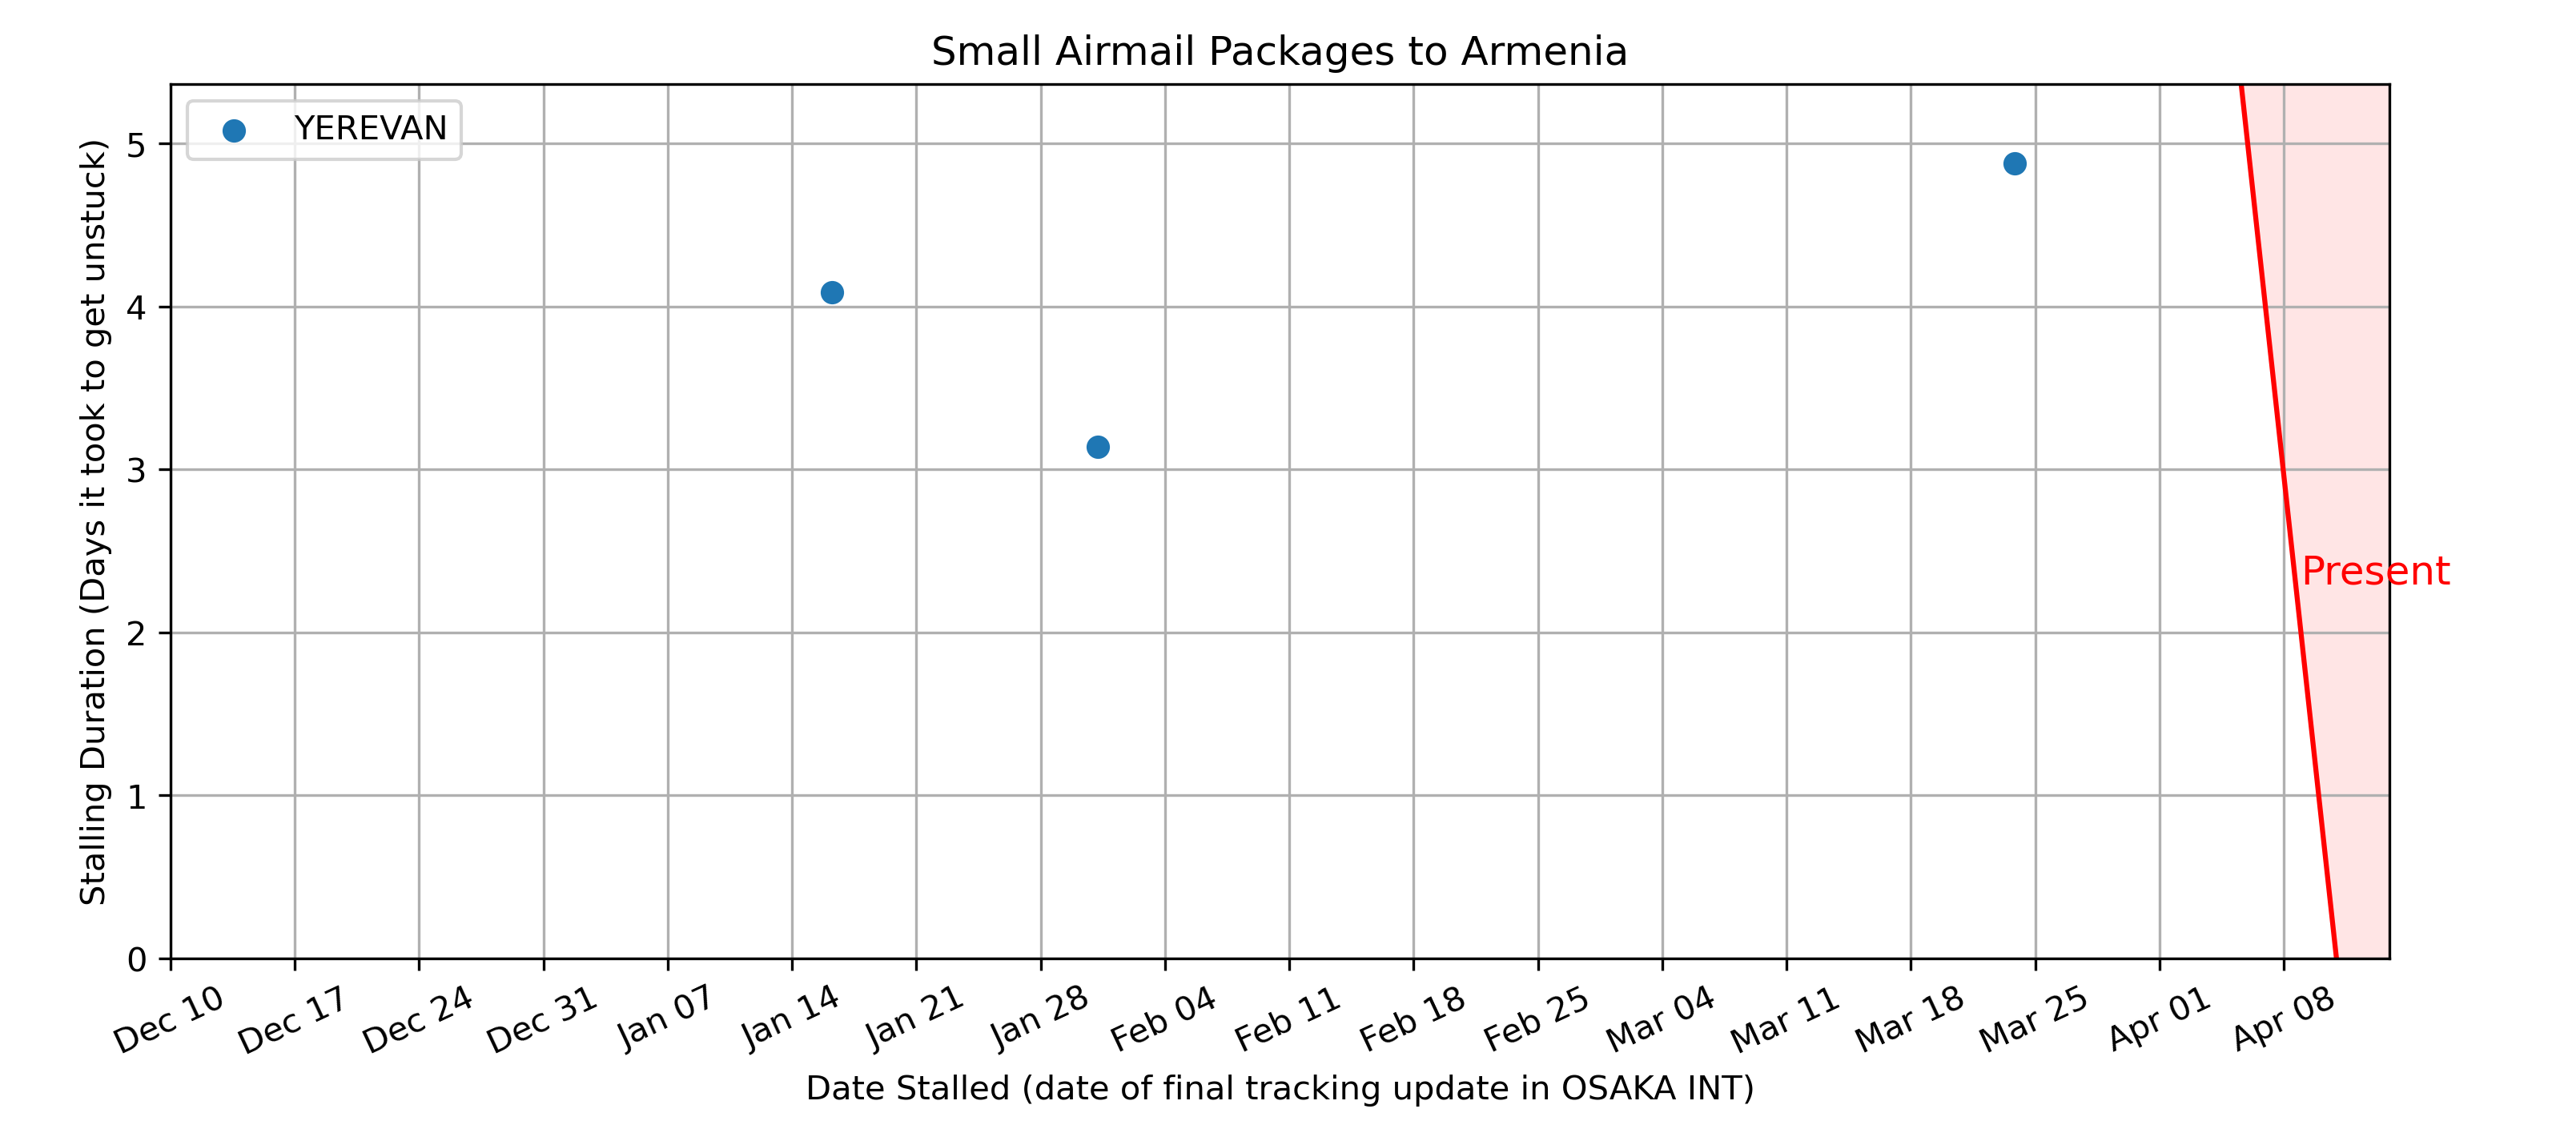 Small Airmail Packages to Armenia
YEREVAN
Stalling Duration (Days it took to get unstuck)
5
4
3
2
1
0
Present
Dec 10
Dec 17
Dec 24
Dec 31
Jan 07
Jan 14
Jan 21
Jan 28
Feb 04
Feb 11
Feb 18
Feb 25
Mar 04
Mar 11
Mar 18
Mar 25
Apr 01
Apr 08
Date Stalled (date of final tracking update in OSAKA INT)